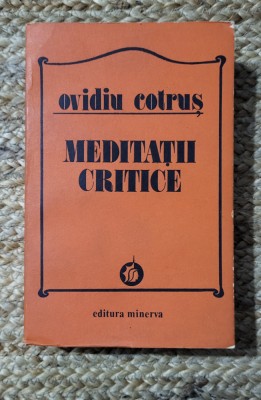 ovidiu cotruș
MEDITAȚII
CRITICE
editura minerva